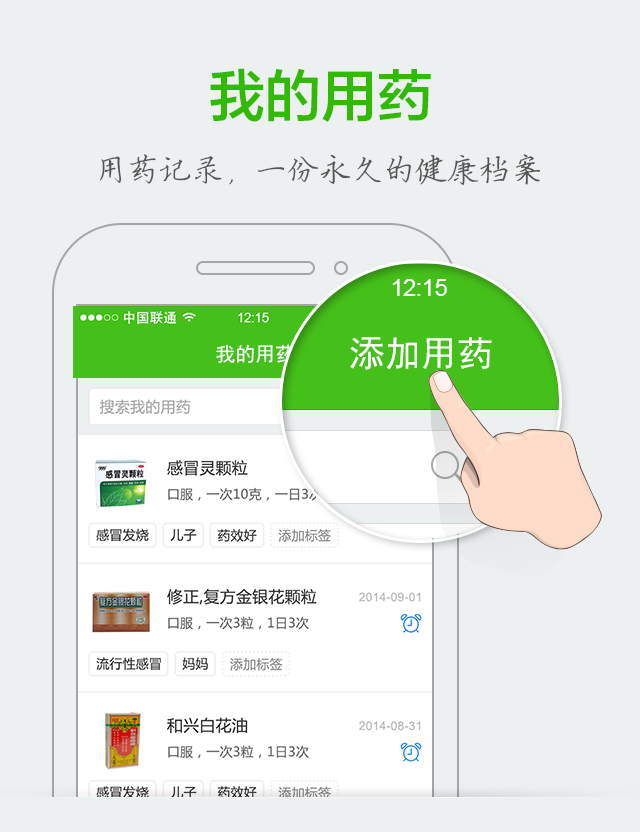 我的用药
用药记录，一份永久的健康档案
中国联通 12:15
12:15
我的用药
添加用药
搜索我的用药
999
感冒灵颗粒
感冒灵颗粒
口服，一次10克，一日3次
感冒发烧 儿子 药效好 添加标签
复方金银花颗粒
修正,复方金银花颗粒 2014-09-01
口服，一次3粒，1日3次
流行性感冒 妈妈 添加标签
和兴白花油 2014-08-31
口服，一次3粒，1日3次
感冒发烧 儿子 药效好 添加标签